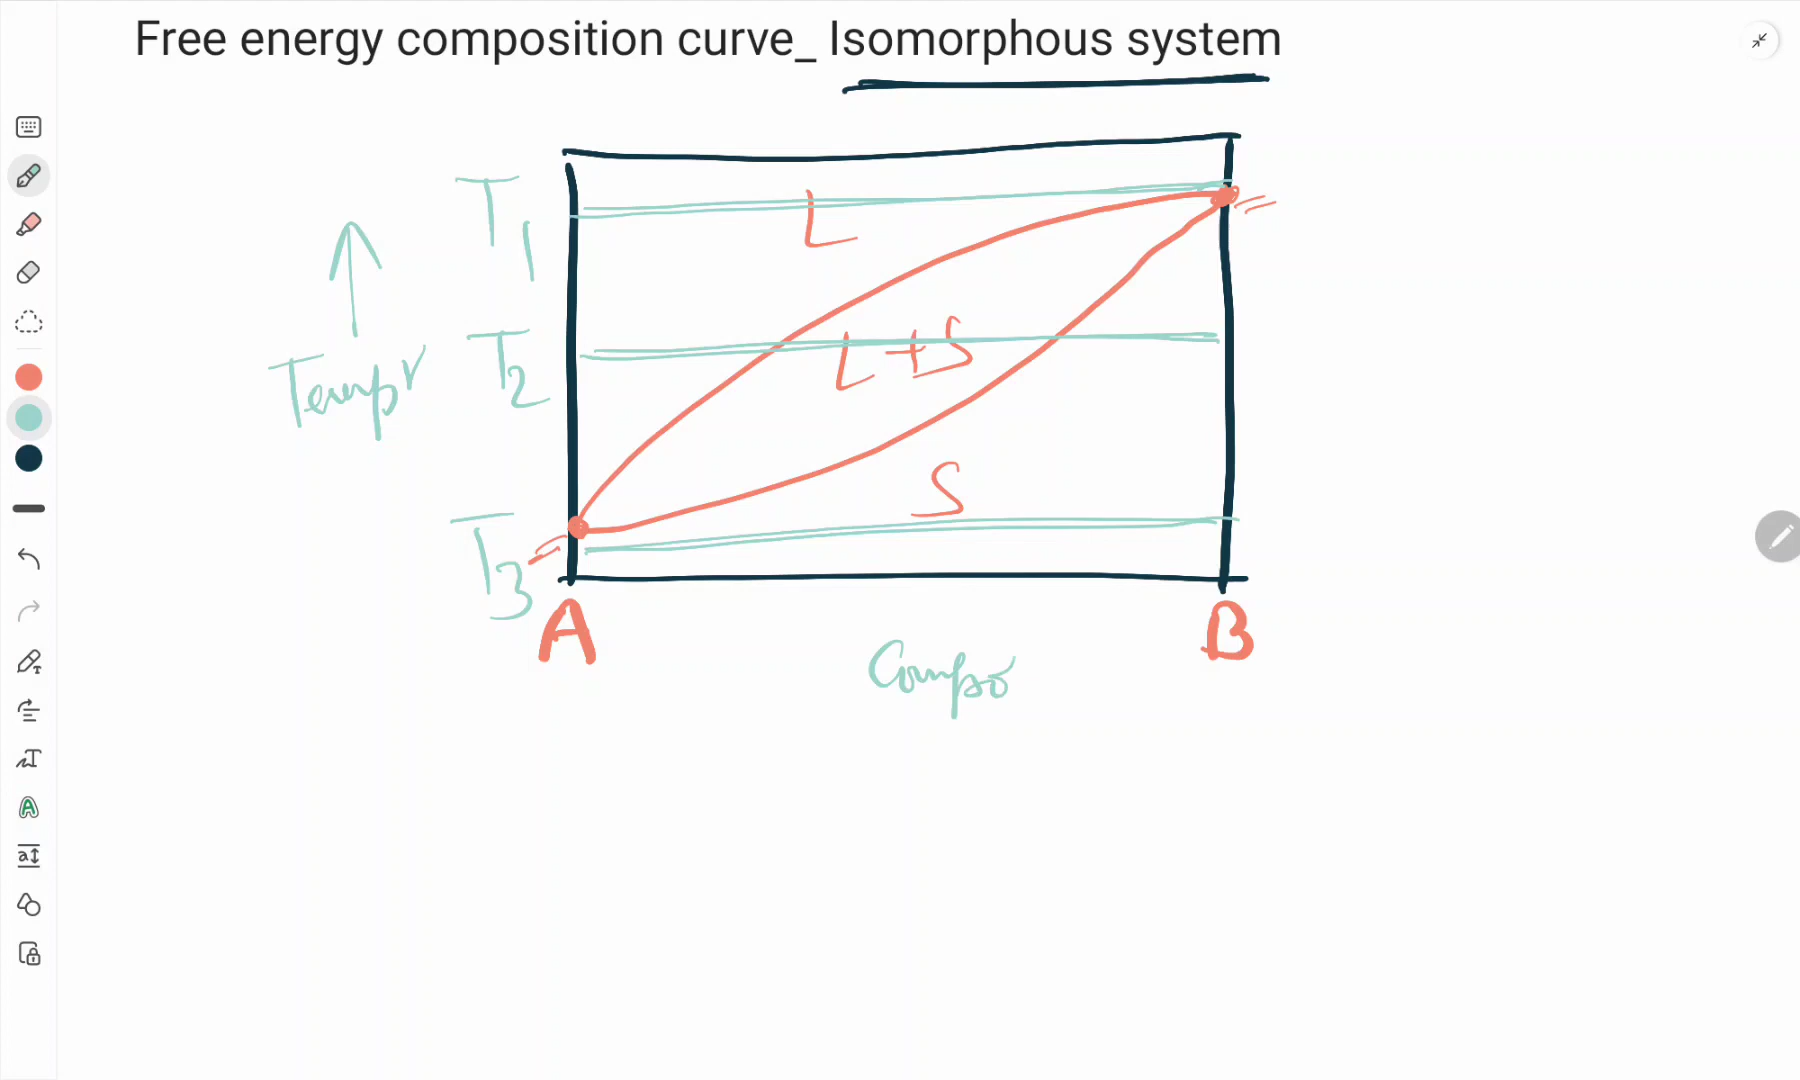 Free energy composition curve_ Isomorphous system
T1
L
T2
L+S
Tempr
S
T3
A
B
Compo